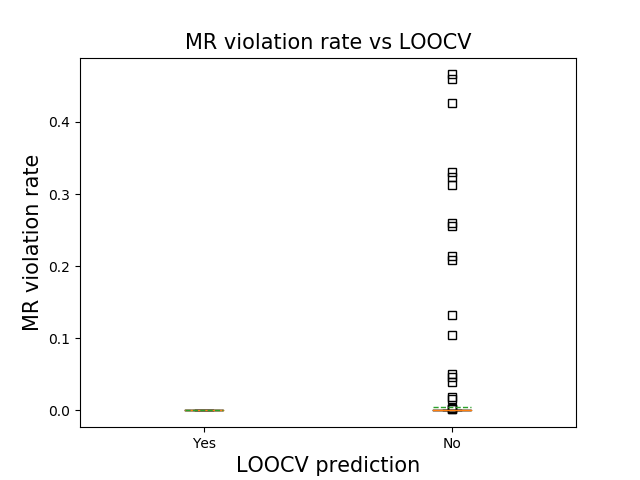 MR violation rate vs LOOCV
MR violation rate
0.4
0.3
0.2
0.1
0.0
Yes
No
LOOCV prediction